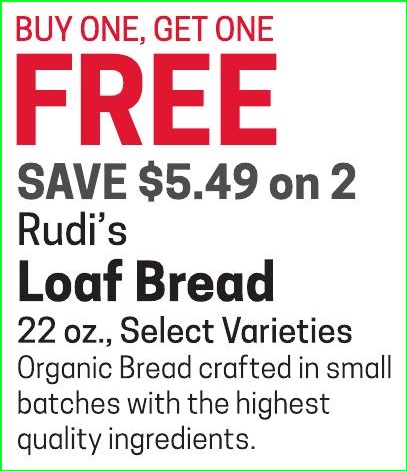 BUY ONE, GET ONE
FREE
SAVE $5.49 on 2
Rudi's
Loaf Bread
22 oz., Select Varieties
Organic Bread crafted in small
batches with the highest
quality ingredients.